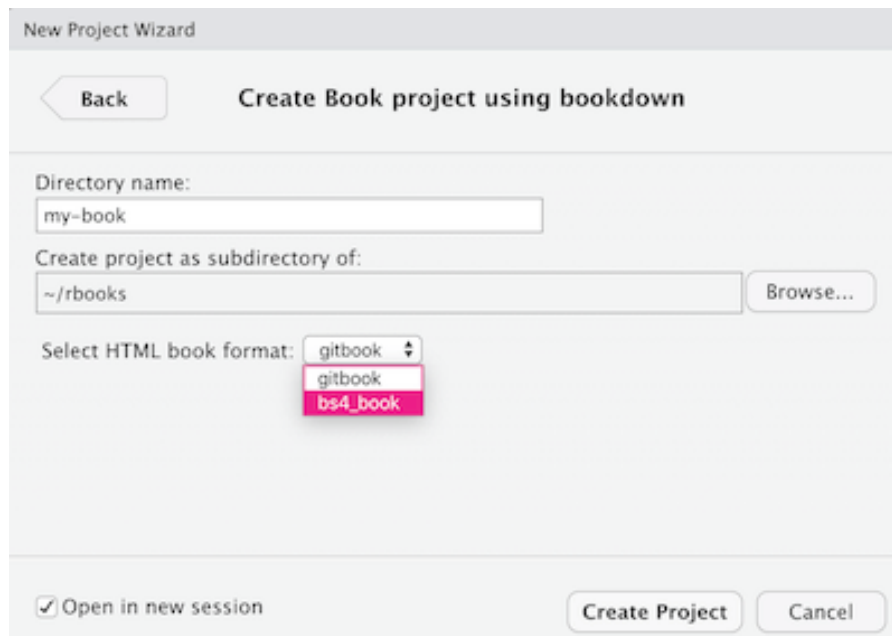 New Project Wizard
Back
Create Book project using bookdown
Directory name:
my-book
Create project as subdirectory of:
~/rbooks
Browse...
Select HTML book format: gitbook
gitbook
bs4_book
Open in new session
Create Project
Cancel